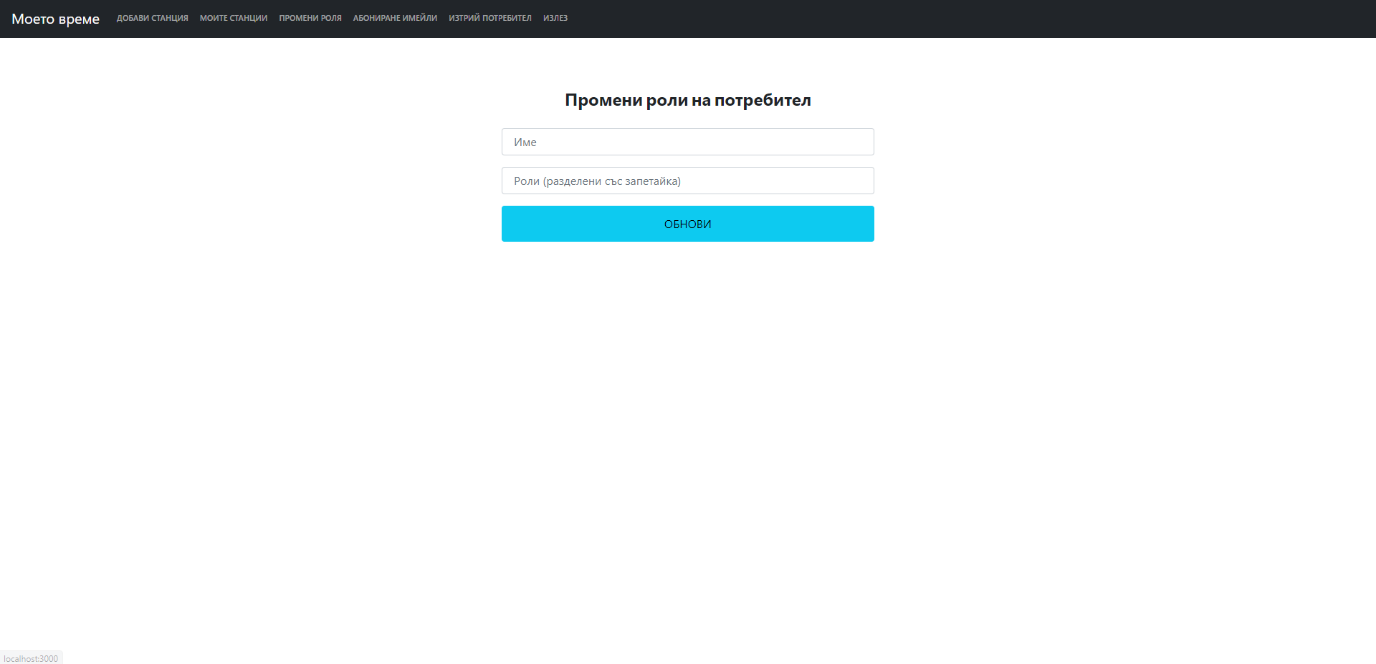 Моето време ДОБАВИ СТАНЦИЯ МОИТЕ СТАНЦИИ ПРОМЕНИ РОЛЯ АБОНИРАНЕ ИМЕЙЛИ ИЗТРИЙ ПОТРЕБИТЕЛ ИЗЛЕЗ
Промени роли на потребител
Име
Роли (разделени със запетайка)
ОБНОВИ
localhost:3000